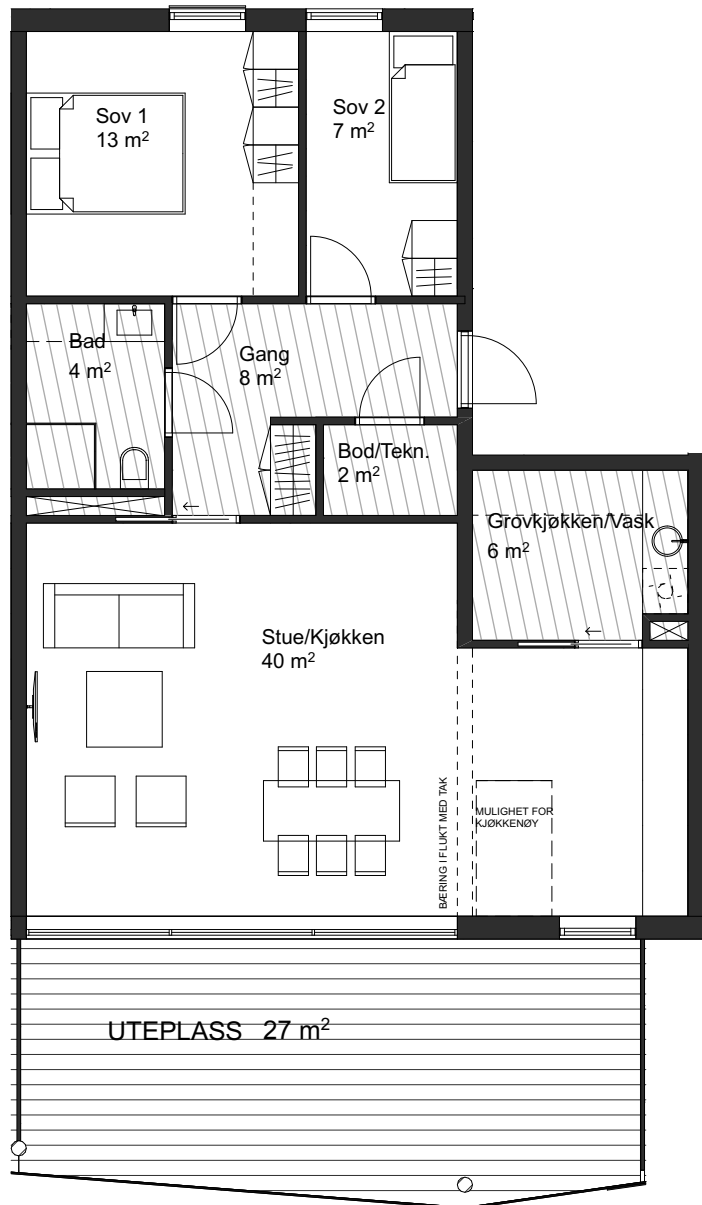 Sov 1
13 m²
Sov 2
7 m²
Bad
4 m²
Gang
8 m²
Bod/Tekn.
2 m²
Grovkjøkken/Vask
6 m²
Stue/Kjøkken
40 m²
BÆRING I FLUKT MED TAK
MULIGHET FOR
KJØKKENØY
UTEPLASS 27 m²